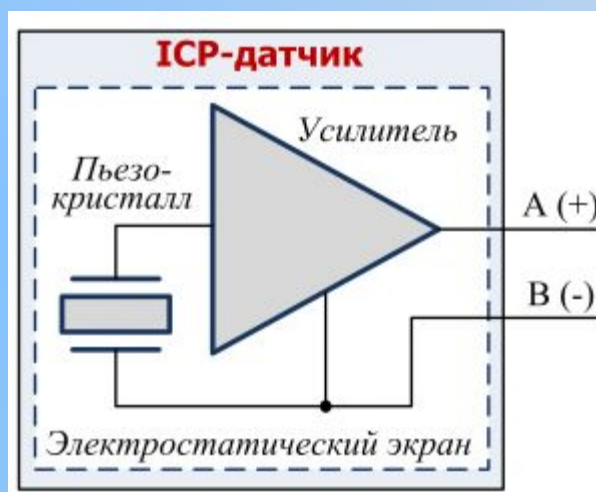 ICP-датчик
Усилитель
Пьезо-
кристалл
A (+)
B (-)
Электростатический экран